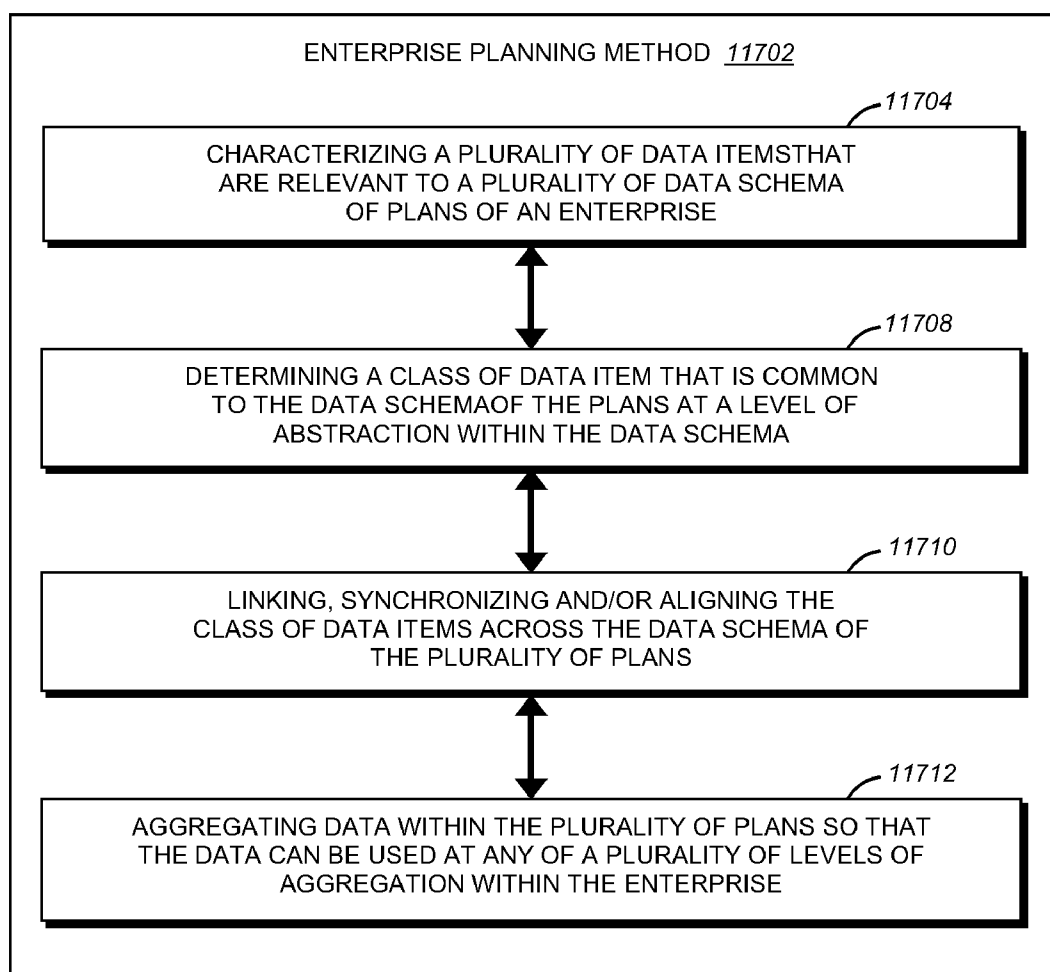 ENTERPRISE PLANNING METHOD 11702
11704
CHARACTERIZING A PLURALITY OF DATA ITEMSTHAT
ARE RELEVANT TO A PLURALITY OF DATA SCHEMA
OF PLANS OF AN ENTERPRISE
11708
DETERMINING A CLASS OF DATA ITEM THAT IS COMMON
TO THE DATA SCHEMAOF THE PLANS AT A LEVEL OF
ABSTRACTION WITHIN THE DATA SCHEMA
11710
LINKING, SYNCHRONIZING AND/OR ALIGNING THE
CLASS OF DATA ITEMS ACROSS THE DATA SCHEMA OF
THE PLURALITY OF PLANS
11712
AGGREGATING DATA WITHIN THE PLURALITY OF PLANS SO THAT
THE DATA CAN BE USED AT ANY OF A PLURALITY OF LEVELS OF
AGGREGATION WITHIN THE ENTERPRISE